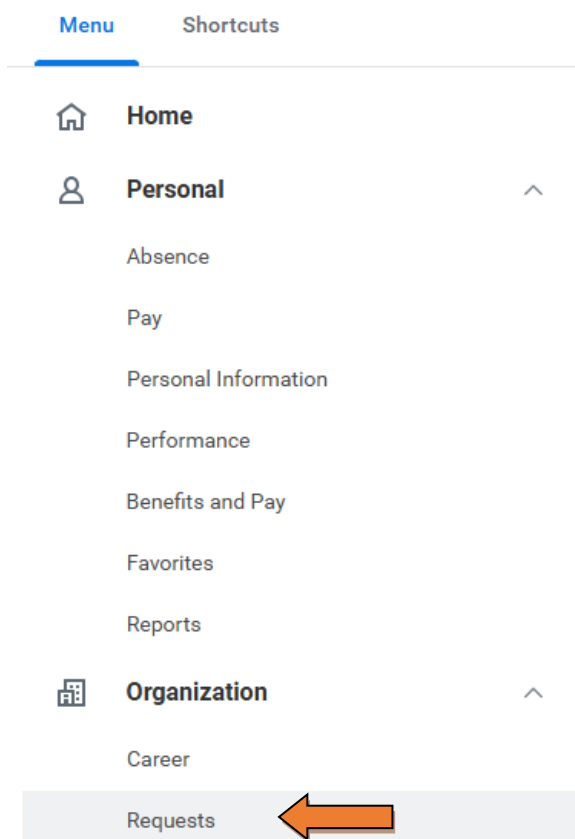 Menu Shortcuts
Home
Personal
Absence
Pay
Personal Information
Performance
Benefits and Pay
Favorites
Reports
Organization
Career
Requests